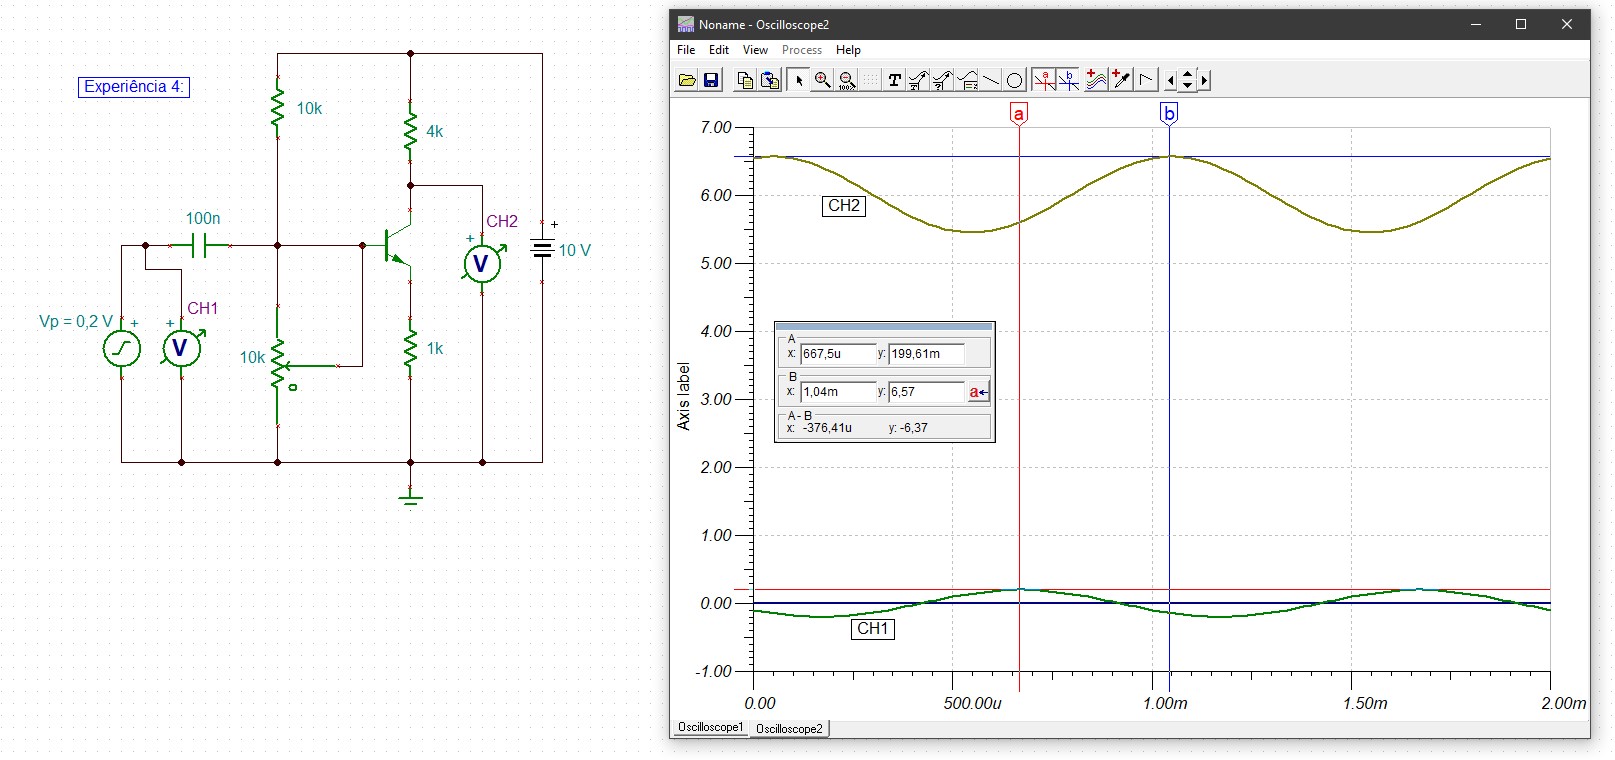 Experiência 4:
10k
4k
100n
CH2
+
+
10 V
CH1
Vp = 0,2 V
+
+
V
V
10k
1k
Noname - Oscilloscope2
File Edit View Process Help
T
100%
a
b
a
b
7.00
6.00
5.00
4.00
3.00
2.00
1.00
0.00
-1.00
Axis label
CH2
A
x: 667,5u y: 199,61m
B
x: 1,04m y: 6,57 a
A - B
x: -376,41u y: -6,37
CH1
0.00 500.00u 1.00m 1.50m 2.00m
Oscilloscope1 Oscilloscope2